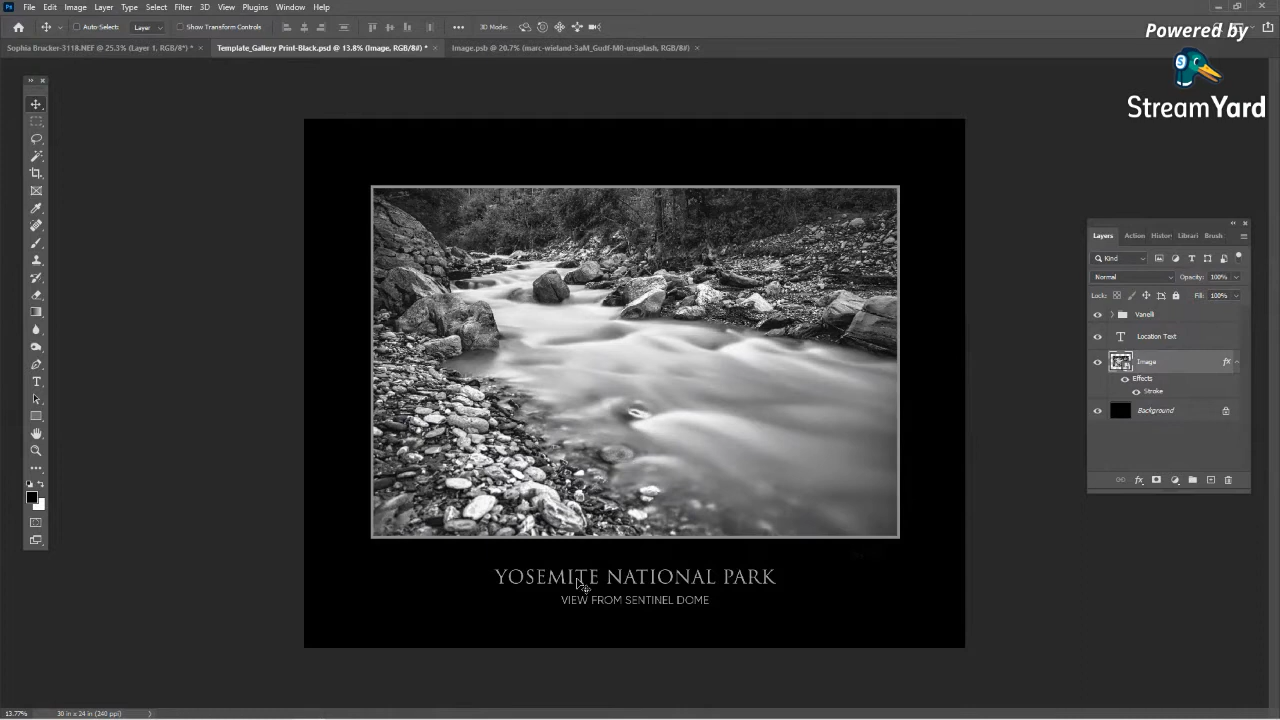 File Edit Image Layer Type Select Filter 3D View Plugins Window Help
Auto-Select: Layer Show Transform Controls 3D Mode:
Powered by
StreamYard
Sophia Brucker-3118.NEF @ 25.3% (Layer 1, RGB/8*) * × Template_Gallery Print-Black.psd @ 13.8% (Image, RGB/8#) * × Image.psb @ 20.7% (marc-wieland-3aM_Gudf-M0-unsplash, RGB/8#) ×
Layers Action Histor Librari Brush
Kind
Normal Opacity: 100%
Lock: Fill: 100%
Vanelli
Location Text
Image fx
Effects
Stroke
Background
YOSEMITE NATIONAL PARK
VIEW FROM SENTINEL DOME
13.77% 30 in x 24 in (240 ppi)